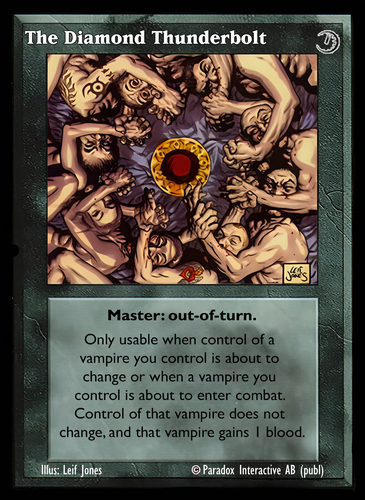 The Diamond Thunderbolt
LEIF
JONES
Master: out-of-turn.
Only usable when control of a
vampire you control is about to
change or when a vampire you
control is about to enter combat.
Control of that vampire does not
change, and that vampire gains 1 blood.
Illus: Leif Jones © Paradox Interactive AB (publ)